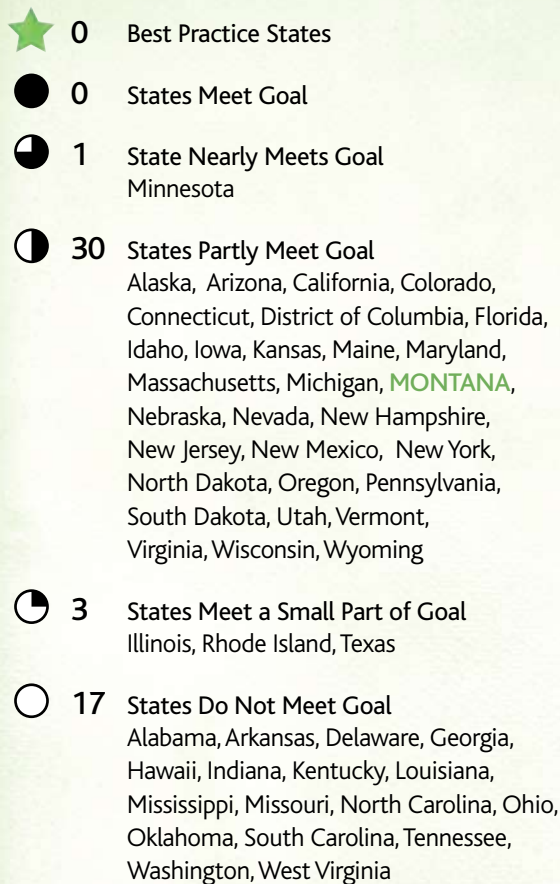 0 Best Practice States
0 States Meet Goal
1 State Nearly Meets Goal
Minnesota
30 States Partly Meet Goal
Alaska, Arizona, California, Colorado,
Connecticut, District of Columbia, Florida,
Idaho, Iowa, Kansas, Maine, Maryland,
Massachusetts, Michigan, MONTANA,
Nebraska, Nevada, New Hampshire,
New Jersey, New Mexico, New York,
North Dakota, Oregon, Pennsylvania,
South Dakota, Utah, Vermont,
Virginia, Wisconsin, Wyoming
3 States Meet a Small Part of Goal
Illinois, Rhode Island, Texas
17 States Do Not Meet Goal
Alabama, Arkansas, Delaware, Georgia,
Hawaii, Indiana, Kentucky, Louisiana,
Mississippi, Missouri, North Carolina, Ohio,
Oklahoma, South Carolina, Tennessee,
Washington, West Virginia